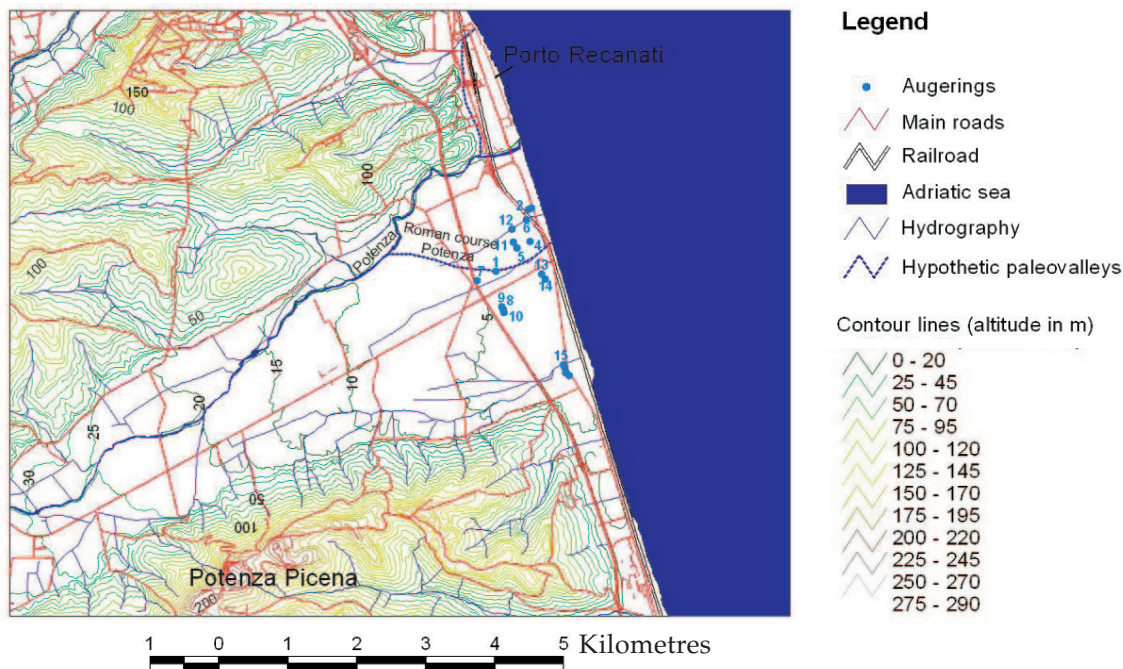 Porto Recanati
150
100
100
100
50
Potenza
Roman course
Potenza
2
12
6
11
4
5
1
7
13
14
9
8
10
5
15
15
10
20
25
30
50
100
Potenza Picena
200
1 0 1 2 3 4 5 Kilometres
Legend
Augerings
Main roads
Railroad
Adriatic sea
Hydrography
Hypothetic paleovalleys
Contour lines (altitude in m)
0 - 20
25 - 45
50 - 70
75 - 95
100 - 120
125 - 145
150 - 170
175 - 195
200 - 220
225 - 245
250 - 270
275 - 290